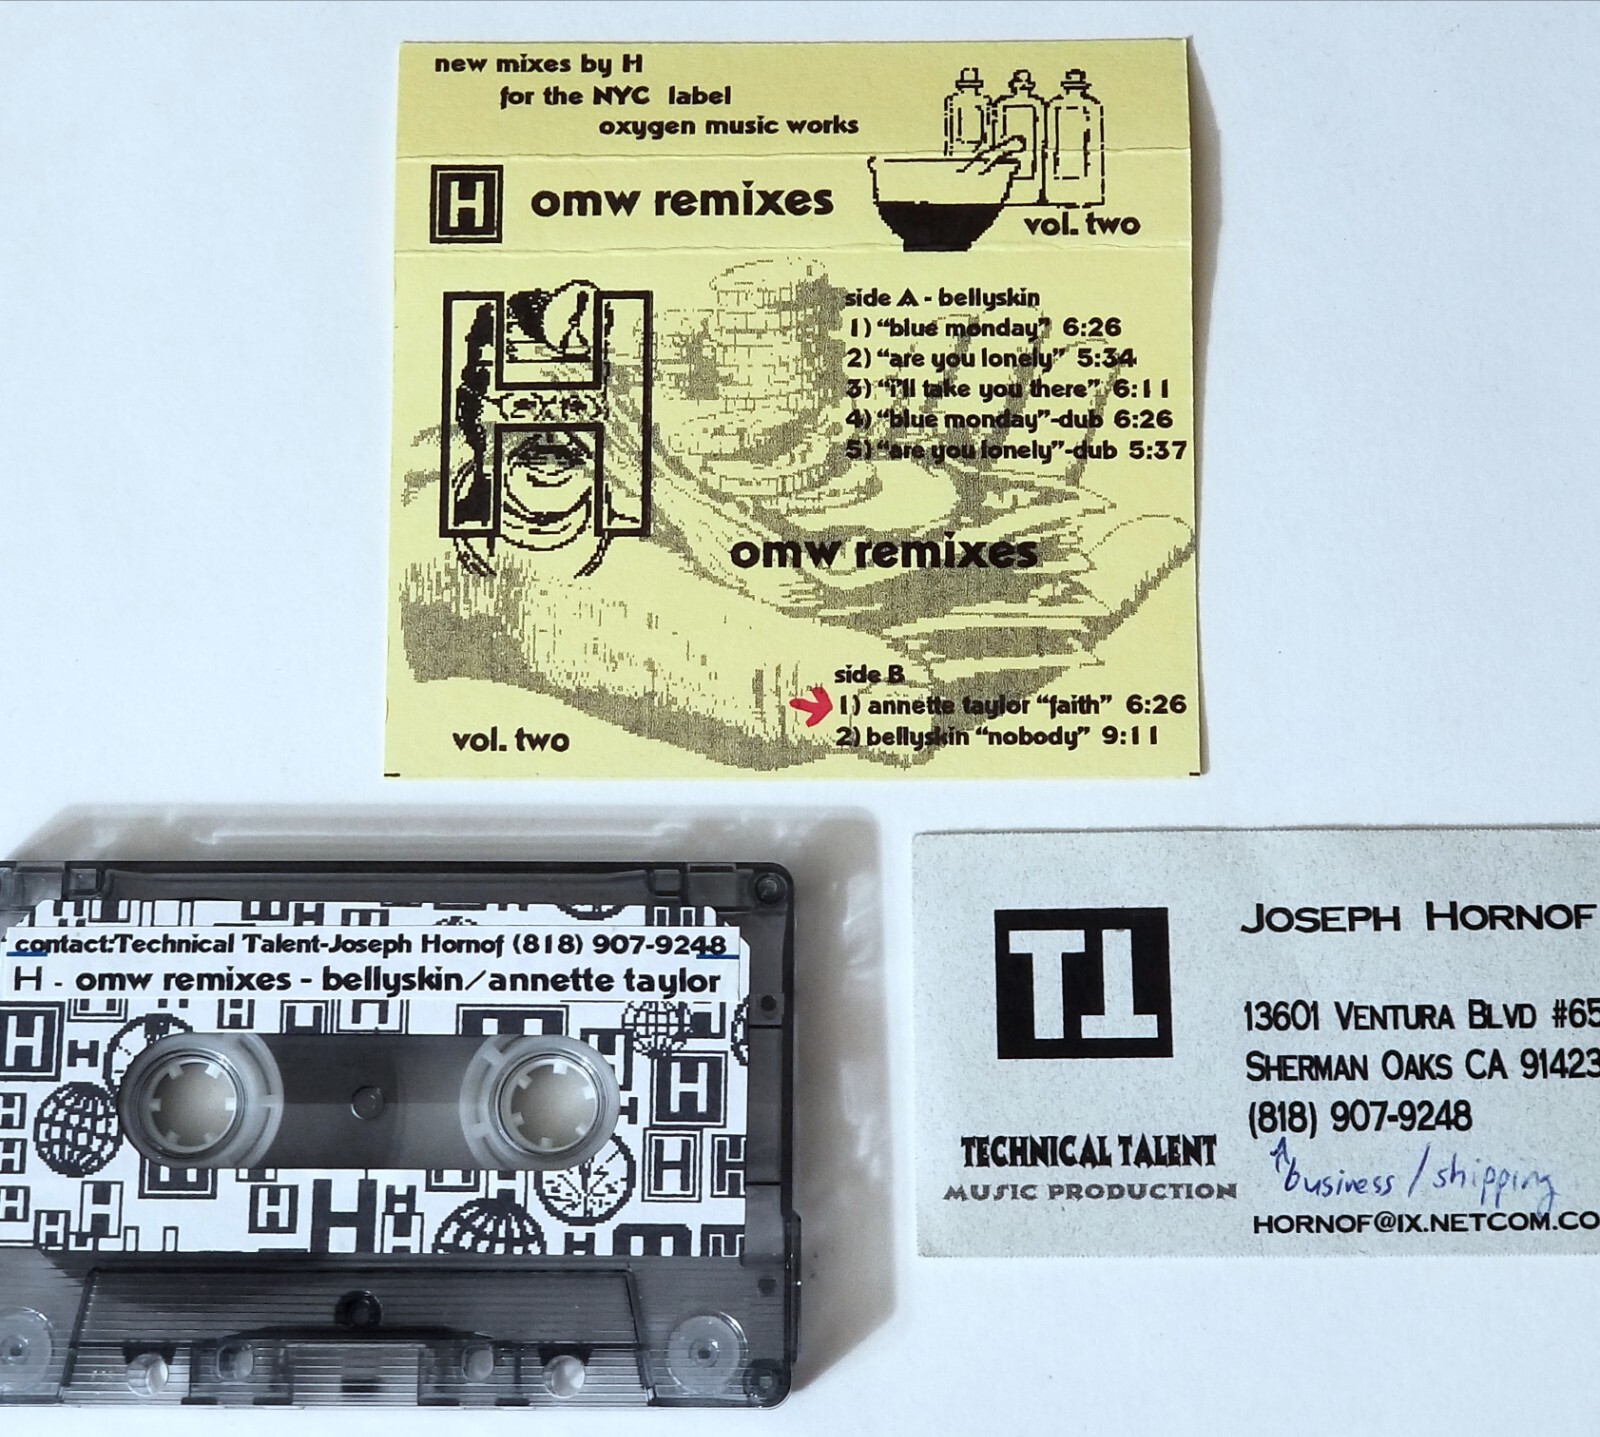 new mixes by H
for the NYC label
oxygen music works
H omw remixes
vol. two
side A - bellyskin
1) "blue monday" 6:26
2) "are you lonely" 5:34
3) "i'll take you there" 6:11
4) "blue monday"-dub 6:26
5) "are you lonely"-dub 5:37
omw remixes
side B
1) annette taylor "faith" 6:26
2) bellyskin "nobody" 9:11
vol. two
contact:Technical Talent-Joseph Hornof (818) 907-9248
H - omw remixes - bellyskin/annette taylor
TT
TECHNICAL TALENT
MUSIC PRODUCTION
JOSEPH HORNOF
13601 VENTURA BLVD #65
SHERMAN OAKS CA 91423
(818) 907-9248
business / shipping
HORNOF@IX.NETCOM.CO